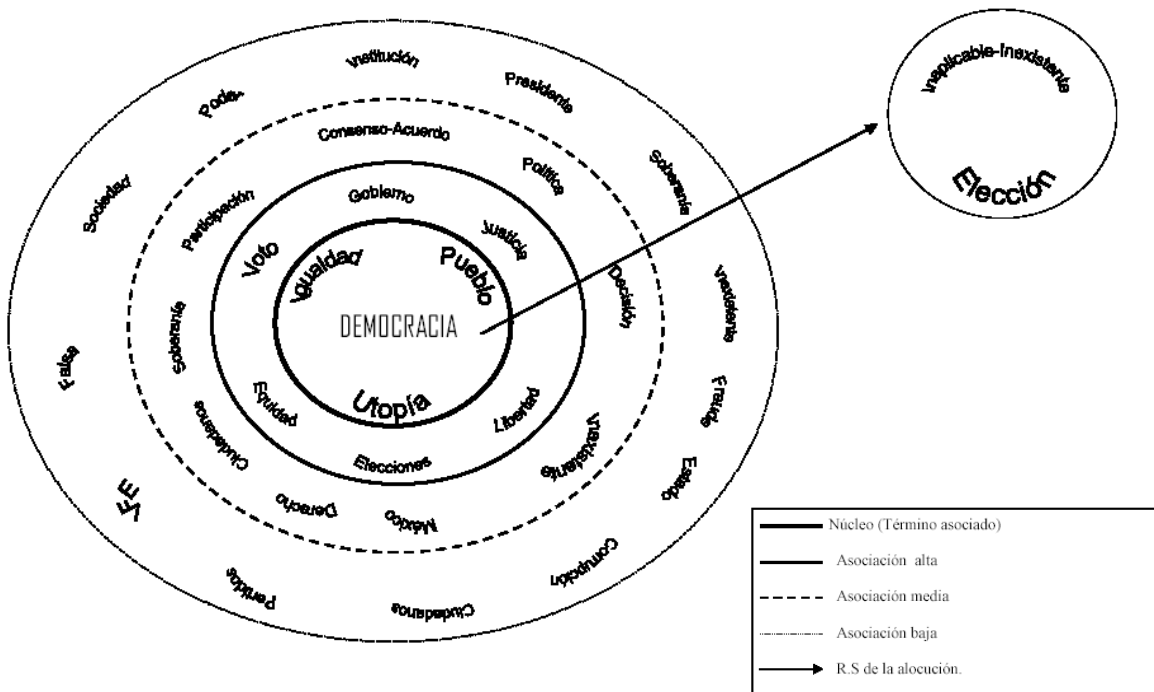 Institución
Presidente
Poder
Soberanía
Sociedad
Inexistente
Falsa
Fraude
Estado
IFE
Corrupción
Partidos
Ciudadanos
Consenso-Acuerdo
Política
Participación
Decisión
Soberanía
Ciudadanos
Inexistente
Derecho
México
Gobierno
Justicia
Voto
Equidad
Libertad
Elecciones
Igualdad
Pueblo
DEMOCRACIA
Utopía
Inaplicable-Inexistente
Elección
Núcleo (Término asociado)
Asociación alta
Asociación media
Asociación baja
R.S de la alocución.